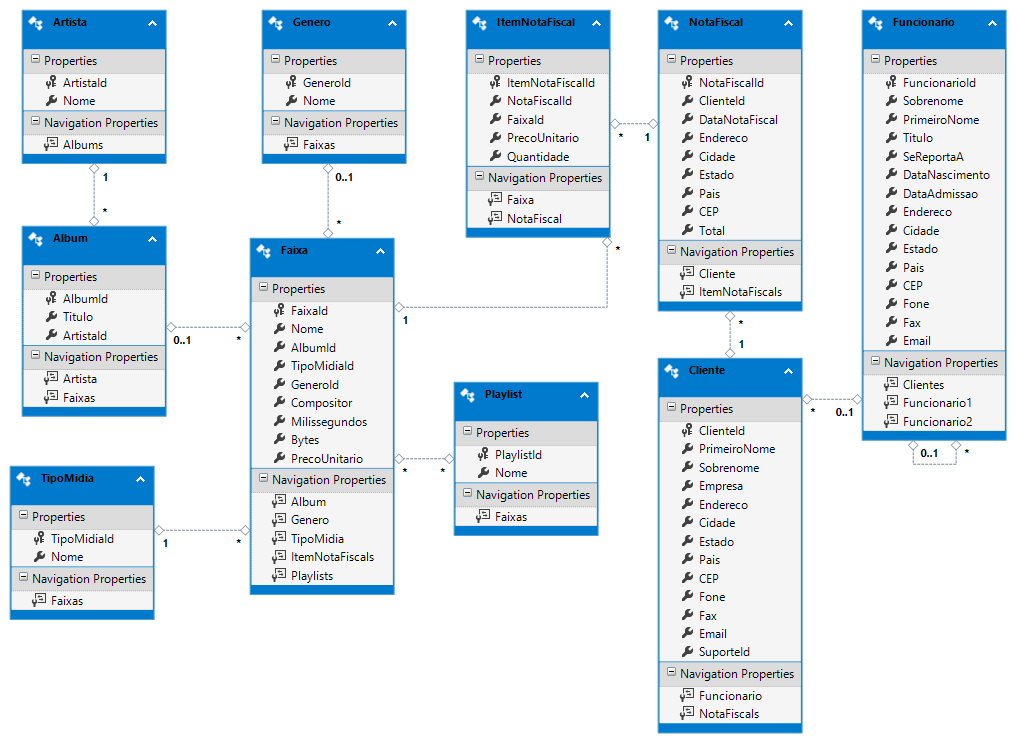 Artista
Properties
ArtistaId
Nome
Navigation Properties
Albums
1
*
Genero
Properties
GeneroId
Nome
Navigation Properties
Faixas
0..1
*
ItemNotaFiscal
Properties
ItemNotaFiscalId
NotaFiscalId
FaixaId
PrecoUnitario
Quantidade
Navigation Properties
Faixa
NotaFiscal
*
1
*
1
NotaFiscal
Properties
NotaFiscalId
ClienteId
DataNotaFiscal
Endereco
Cidade
Estado
Pais
CEP
Total
Navigation Properties
Cliente
ItemNotaFiscals
*
1
Funcionario
Properties
FuncionarioId
Sobrenome
PrimeiroNome
Titulo
SeReportaA
DataNascimento
DataAdmissao
Endereco
Cidade
Estado
Pais
CEP
Fone
Fax
Email
Navigation Properties
Clientes
Funcionario1
Funcionario2
0..1
*
Album
Properties
AlbumId
Titulo
ArtistaId
Navigation Properties
Artista
Faixas
0..1
*
Faixa
Properties
FaixaId
Nome
AlbumId
TipoMidiaId
GeneroId
Compositor
Milissegundos
Bytes
PrecoUnitario
Navigation Properties
Album
Genero
TipoMidia
ItemNotaFiscals
Playlists
*
*
Playlist
Properties
PlaylistId
Nome
Navigation Properties
Faixas
Cliente
Properties
ClienteId
PrimeiroNome
Sobrenome
Empresa
Endereco
Cidade
Estado
Pais
CEP
Fone
Fax
Email
SuporteId
Navigation Properties
Funcionario
NotaFiscals
*
0..1
TipoMidia
Properties
TipoMidiaId
Nome
Navigation Properties
Faixas
1
*